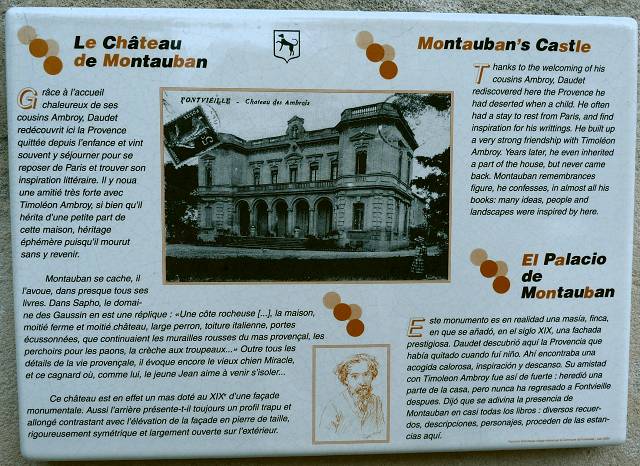 Le Château
de Montauban
Grâce à l'accueil
chaleureux de ses
cousins Ambroy, Daudet
redécouvrit ici la Provence
quittée depuis l'enfance et vint
souvent y séjourner pour se
reposer de Paris et trouver son
inspiration littéraire. Il y noua
une amitié très forte avec
Timoléon Ambroy, si bien qu'il
hérita d'une petite part de
cette maison, héritage
éphémère puisqu'il mourut
sans y revenir.
Montauban se cache, il
l'avoue, dans presque tous ses
livres. Dans Sapho, le domai-
ne des Gaussin en est une réplique : «Une côte rocheuse [...], la maison,
moitié ferme et moitié château, large perron, toiture italienne, portes
écussonnées, que continuaient les murailles rousses du mas provençal, les
perchoirs pour les paons, la crèche aux troupeaux...» Outre tous les
détails de la vie provençale, il évoque encore le vieux chien Miracle,
et ce cagnard où, comme lui, le jeune Jean aime à venir s'isoler...
Ce château est en effet un mas doté au XIXe d'une façade
monumentale. Aussi l'arrière présente-t-il toujours un profil trapu et
allongé contrastant avec l'élévation de la façade en pierre de taille,
rigoureusement symétrique et largement ouverte sur l'extérieur.
FONTVIEILLE - Chateau des Ambrois
Montauban's Castle
Thanks to the welcoming of his
cousins Ambroy, Daudet
rediscovered here the Provence he
had deserted when a child. He often
had a stay to rest from Paris, and find
inspiration for his writtings. He built up
a very strong friendship with Timoléon
Ambroy. Years later, he even inherited
a part of the house, but never came
back. Montauban remembrances
figure, he confesses, in almost all his
books: many ideas, people and
landscapes were inspired by here.
El Palacio
de
Montauban
Este monumento es en realidad una masía, finca,
en que se añadó, en el siglo XIX, una fachada
prestigiosa. Daudet descubrió aquí la Provencia que
había quitado cuando fui niño. Ahí encontraba una
acogida calorosa, inspiración y descanso. Su amistad
con Timoleon Ambroy fue así de fuerte : heredió una
parte de la casa, pero nunca ha regresado a Fontvieille
despues. Dijó que se adivina la presencia de
Montauban en casi todas los libros : diversos recuer-
dos, descripciones, personajes, proceden de las estan-
cias aquí.